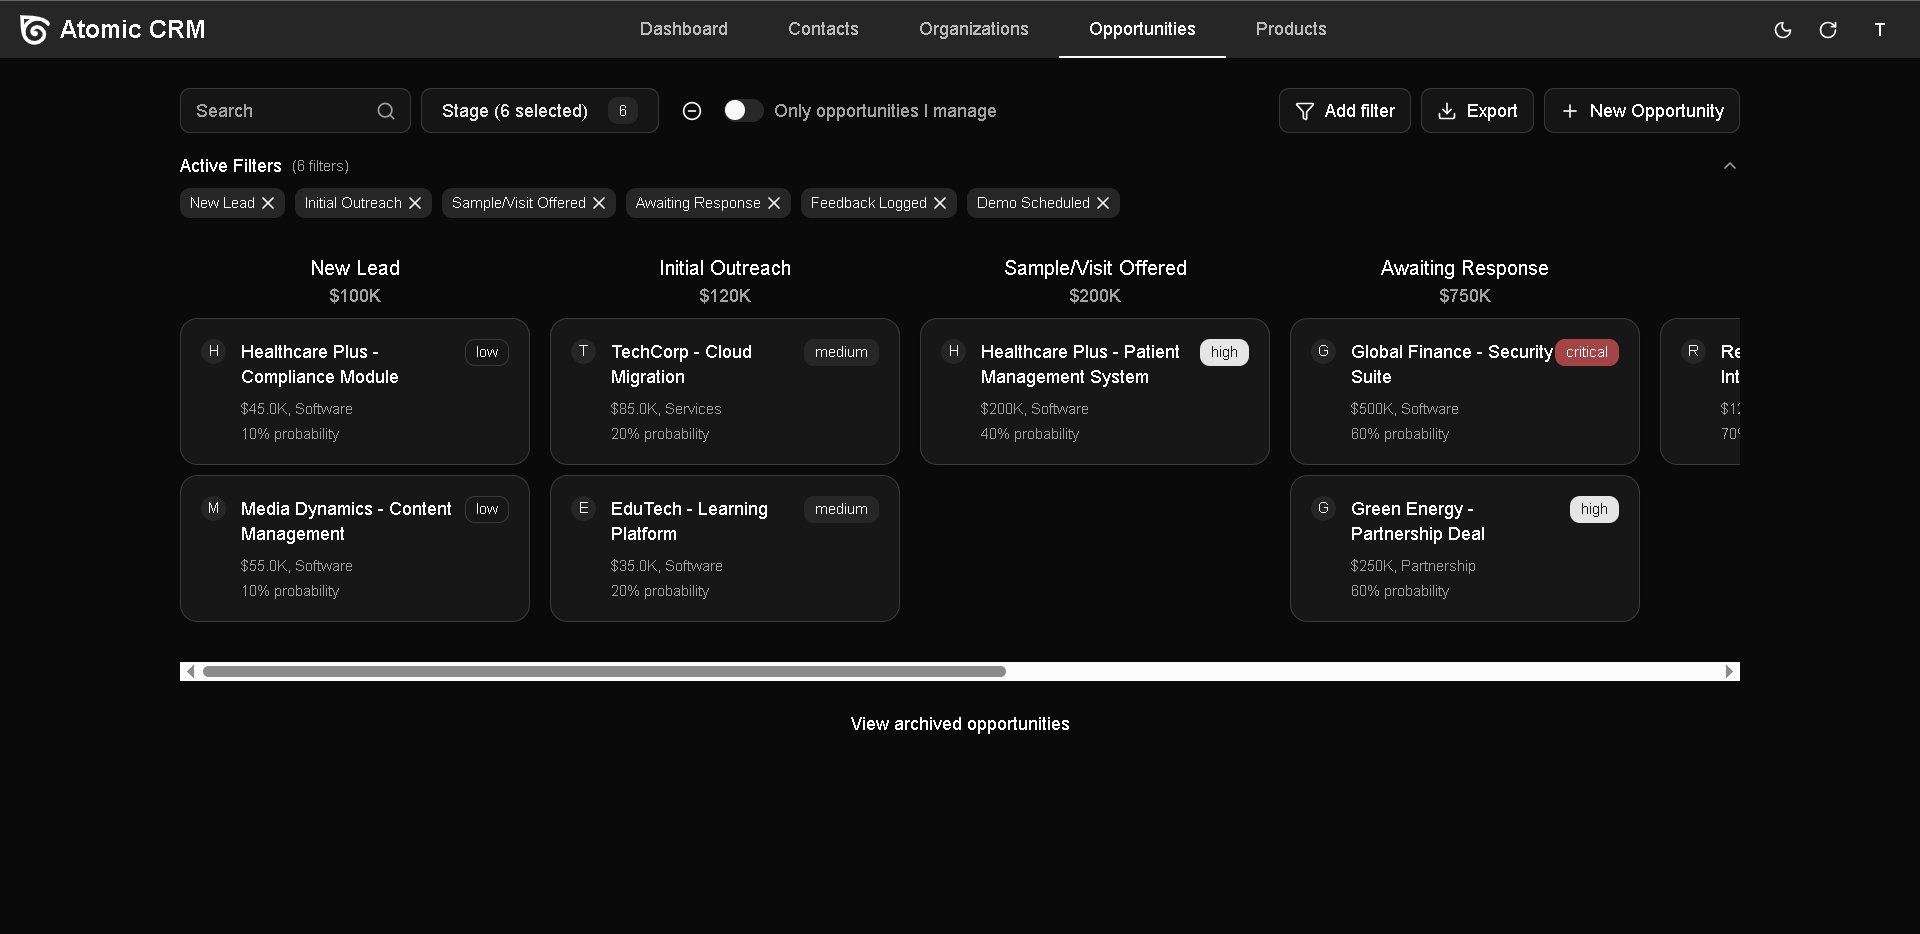 Atomic CRM
Dashboard
Contacts
Organizations
Opportunities
Products
T
Search
Stage (6 selected) 6
Only opportunities I manage
Add filter
Export
New Opportunity
Active Filters (6 filters)
New Lead
Initial Outreach
Sample/Visit Offered
Awaiting Response
Feedback Logged
Demo Scheduled
New Lead
$100K
H
Healthcare Plus -
Compliance Module
low
$45.0K, Software
10% probability
M
Media Dynamics - Content
Management
low
$55.0K, Software
10% probability
Initial Outreach
$120K
T
TechCorp - Cloud
Migration
medium
$85.0K, Services
20% probability
E
EduTech - Learning
Platform
medium
$35.0K, Software
20% probability
Sample/Visit Offered
$200K
H
Healthcare Plus - Patient
Management System
high
$200K, Software
40% probability
Awaiting Response
$750K
G
Global Finance - Security
Suite
critical
$500K, Software
60% probability
G
Green Energy -
Partnership Deal
high
$250K, Partnership
60% probability
R
View archived opportunities